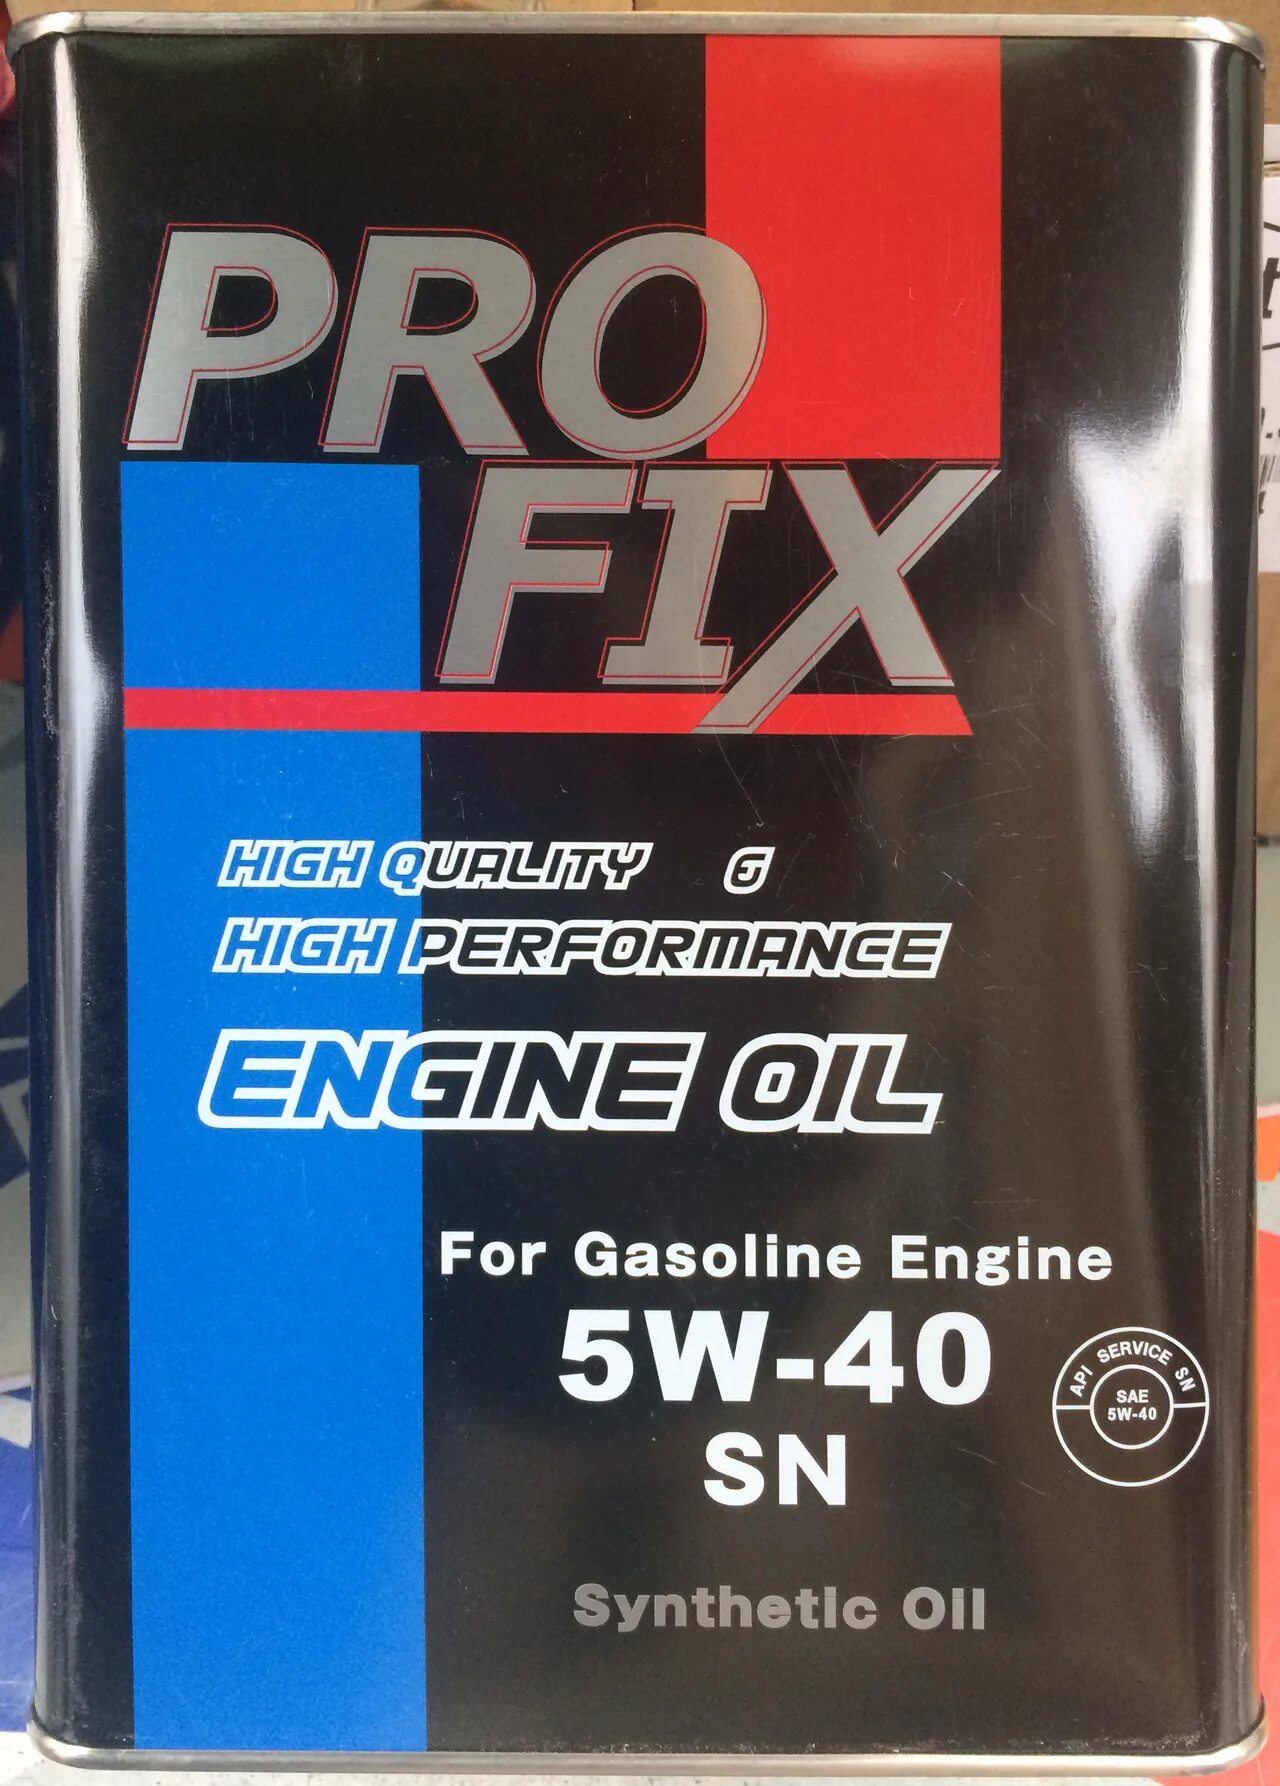 PRO
FIX
HIGH QUALITY &
HIGH PERFORMANCE
ENGINE OIL
For Gasoline Engine
5W-40
SN
API SERVICE SN
SAE
5W-40
Synthetic Oil